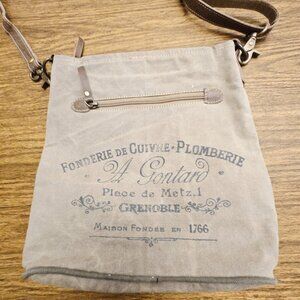 FONDERIE DE CUIVRE • PLOMBERIE
A Gontard
Place de Metz.1
GRENOBLE
MAISON FONDÉE EN 1766